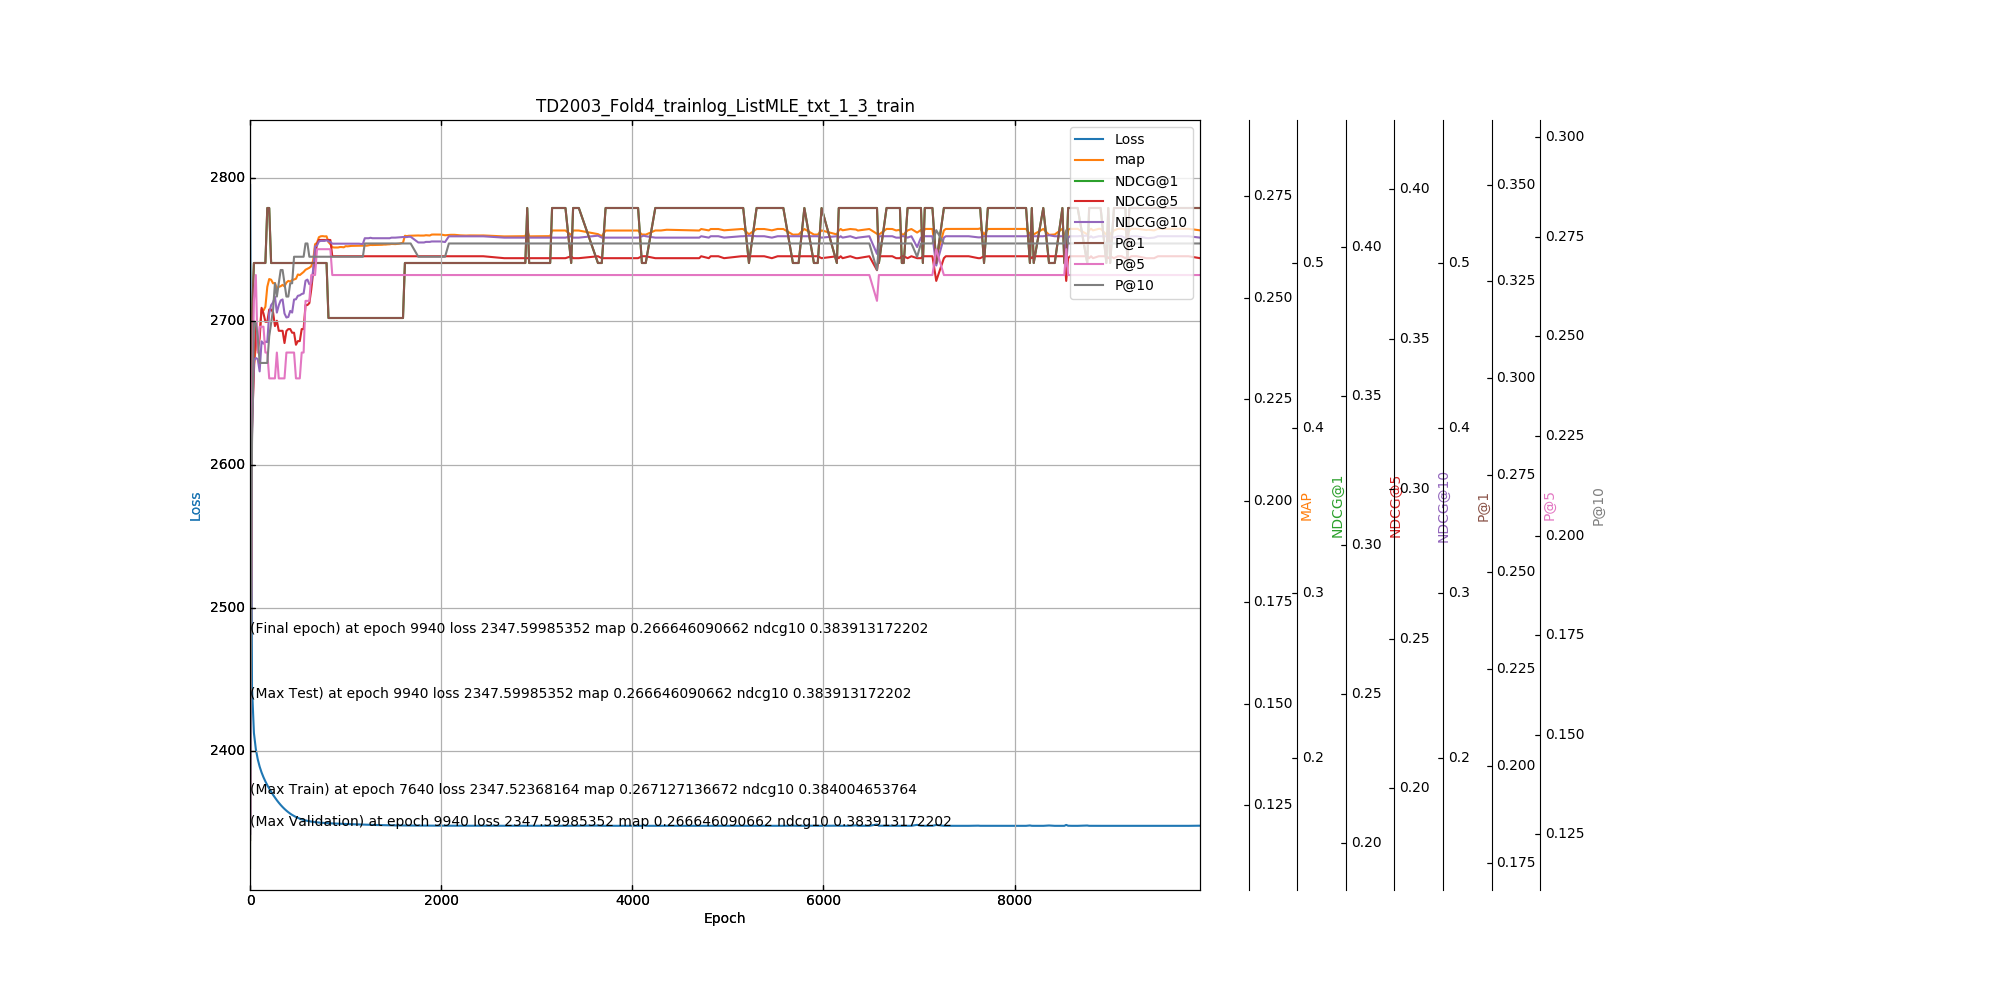 TD2003_Fold4_trainlog_ListMLE_txt_1_3_train
Loss
map
NDCG@1
NDCG@5
NDCG@10
P@1
P@5
P@10
2800
2700
2600
2500
2400
Loss
(Final epoch) at epoch 9940 loss 2347.59985352 map 0.266646090662 ndcg10 0.383913172202
(Max Test) at epoch 9940 loss 2347.59985352 map 0.266646090662 ndcg10 0.383913172202
(Max Train) at epoch 7640 loss 2347.52368164 map 0.267127136672 ndcg10 0.384004653764
(Max Validation) at epoch 9940 loss 2347.59985352 map 0.266646090662 ndcg10 0.383913172202
0 2000 4000 6000 8000
Epoch
0.275
0.250
0.225
0.200
0.175
0.150
0.125
MAP
0.5
0.4
0.3
0.2
NDCG@1
0.40
0.35
0.30
0.25
0.20
NDCG@5
0.40
0.35
0.30
0.25
0.20
NDCG@10
0.5
0.4
0.3
0.2
P@1
0.350
0.325
0.300
0.275
0.250
0.225
0.200
0.175
P@5
0.300
0.275
0.250
0.225
0.200
0.175
0.150
0.125
P@10